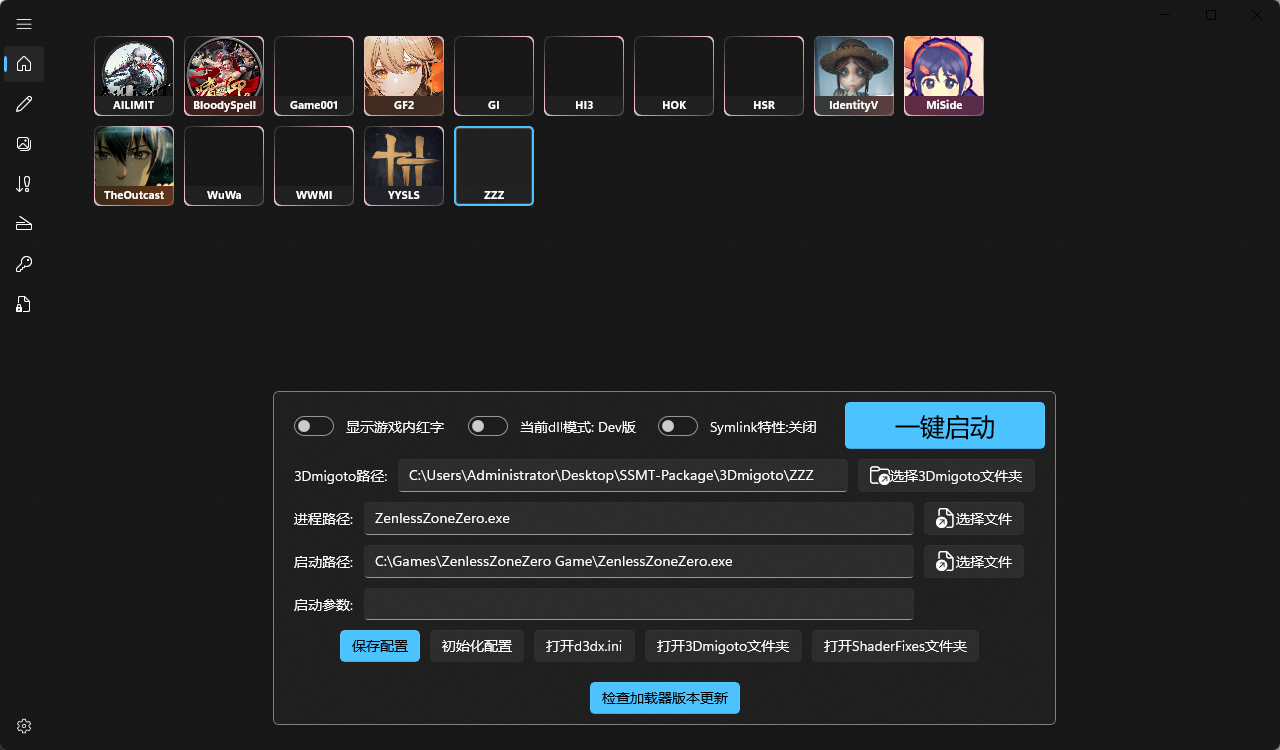 AILIMIT
BloodySpell
Game001
GF2
GI
HI3
HOK
HSR
IdentityV
MiSide
TheOutcast
WuWa
WWMI
YYSLS
ZZZ
显示游戏内红字
当前dll模式: Dev版
Symlink特性:关闭
一键启动
3Dmigoto路径:
C:\Users\Administrator\Desktop\SSMT-Package\3Dmigoto\ZZZ
选择3Dmigoto文件夹
进程路径:
ZenlessZoneZero.exe
选择文件
启动路径:
C:\Games\ZenlessZoneZero Game\ZenlessZoneZero.exe
选择文件
启动参数:
保存配置
初始化配置
打开d3dx.ini
打开3Dmigoto文件夹
打开ShaderFixes文件夹
检查加载器版本更新